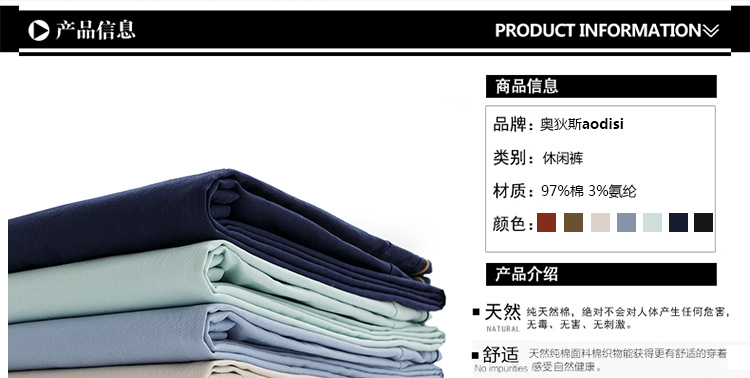 产品信息
PRODUCT INFORMATION
商品信息
品牌：奥狄斯aodisi
类别：休闲裤
材质：97%棉 3%氨纶
颜色：
产品介绍
天然 纯天然棉，绝对不会对人体产生任何危害，
NATURAL 无毒、无害、无刺激。
舒适 天然纯棉面料棉织物能获得更有舒适的穿着
No impurities 感受自然健康。